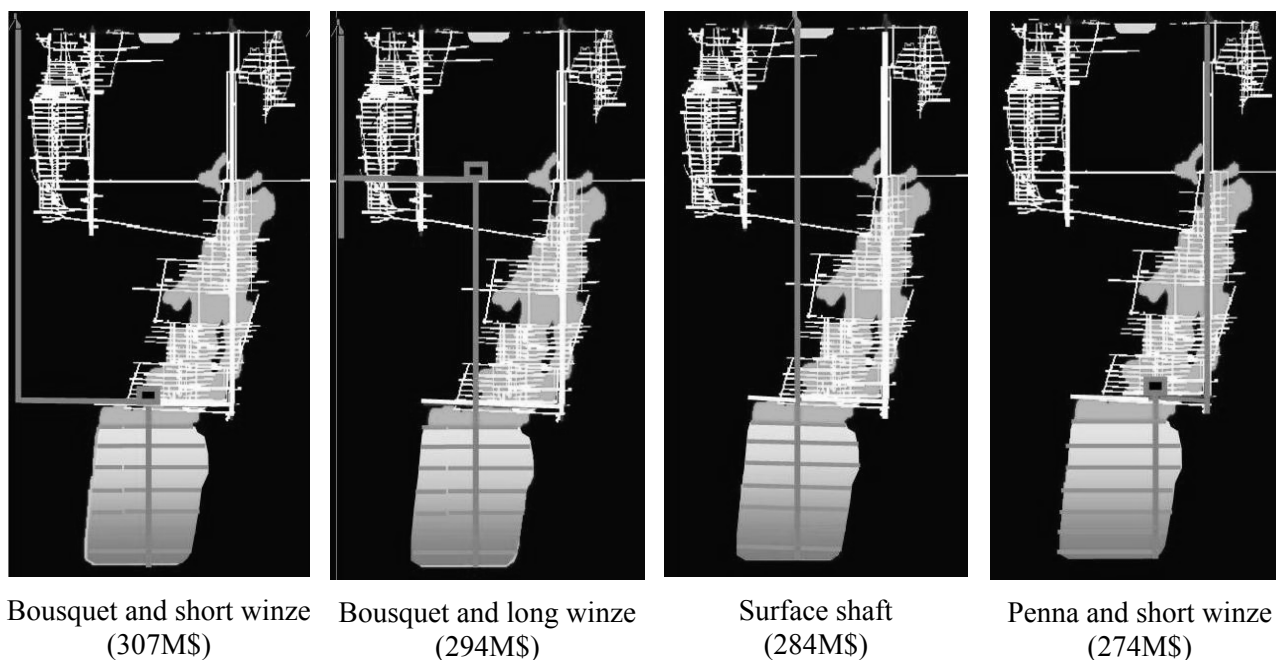 Bousquet and short winze
(307M$)
Bousquet and long winze
(294M$)
Surface shaft
(284M$)
Penna and short winze
(274M$)